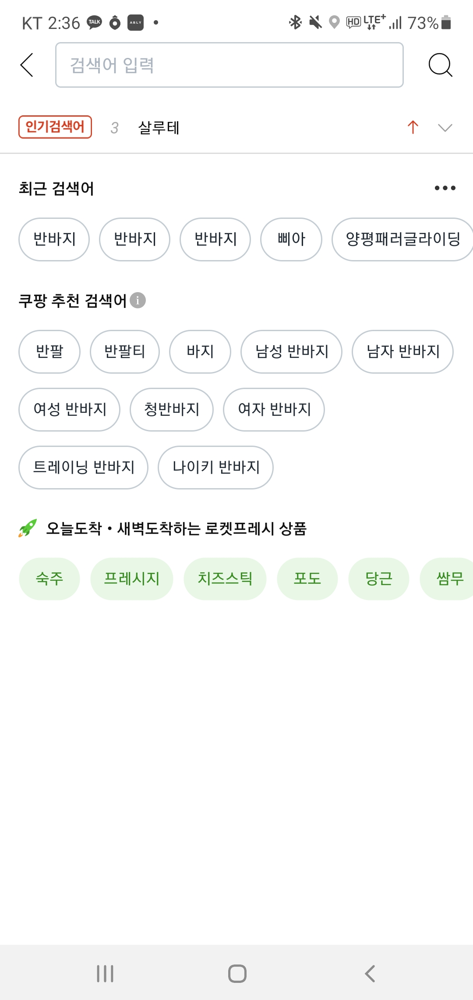 KT 2:36 TALK ABLY HD LTE+ 73%
검색어 입력
인기검색어 3 살루테
최근 검색어
반바지 반바지 반바지 삐아 양평패러글라이딩
쿠팡 추천 검색어 i
반팔 반팔티 바지 남성 반바지 남자 반바지
여성 반바지 청반바지 여자 반바지
트레이닝 반바지 나이키 반바지
오늘도착·새벽도착하는 로켓프레시 상품
숙주 프레시지 치즈스틱 포도 당근 쌈무